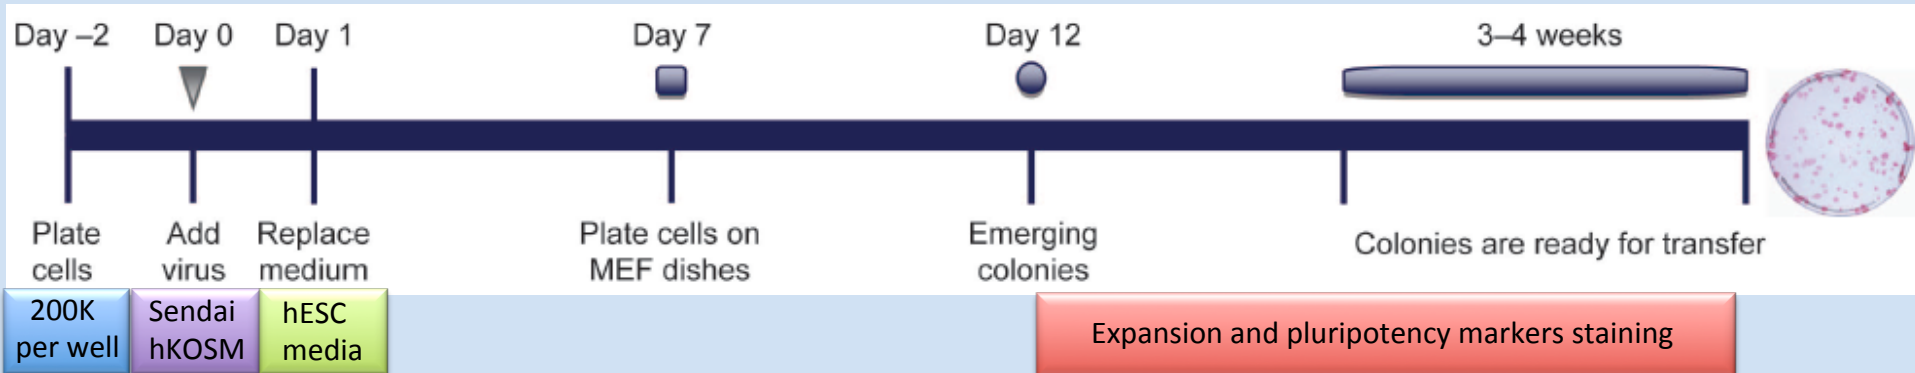 Day –2 Day 0 Day 1 Day 7 Day 12 3–4 weeks
Plate
cells
Add
virus
Replace
medium
Plate cells on
MEF dishes
Emerging
colonies
Colonies are ready for transfer
200K
per well
Sendai
hKOSM
hESC
media
Expansion and pluripotency markers staining